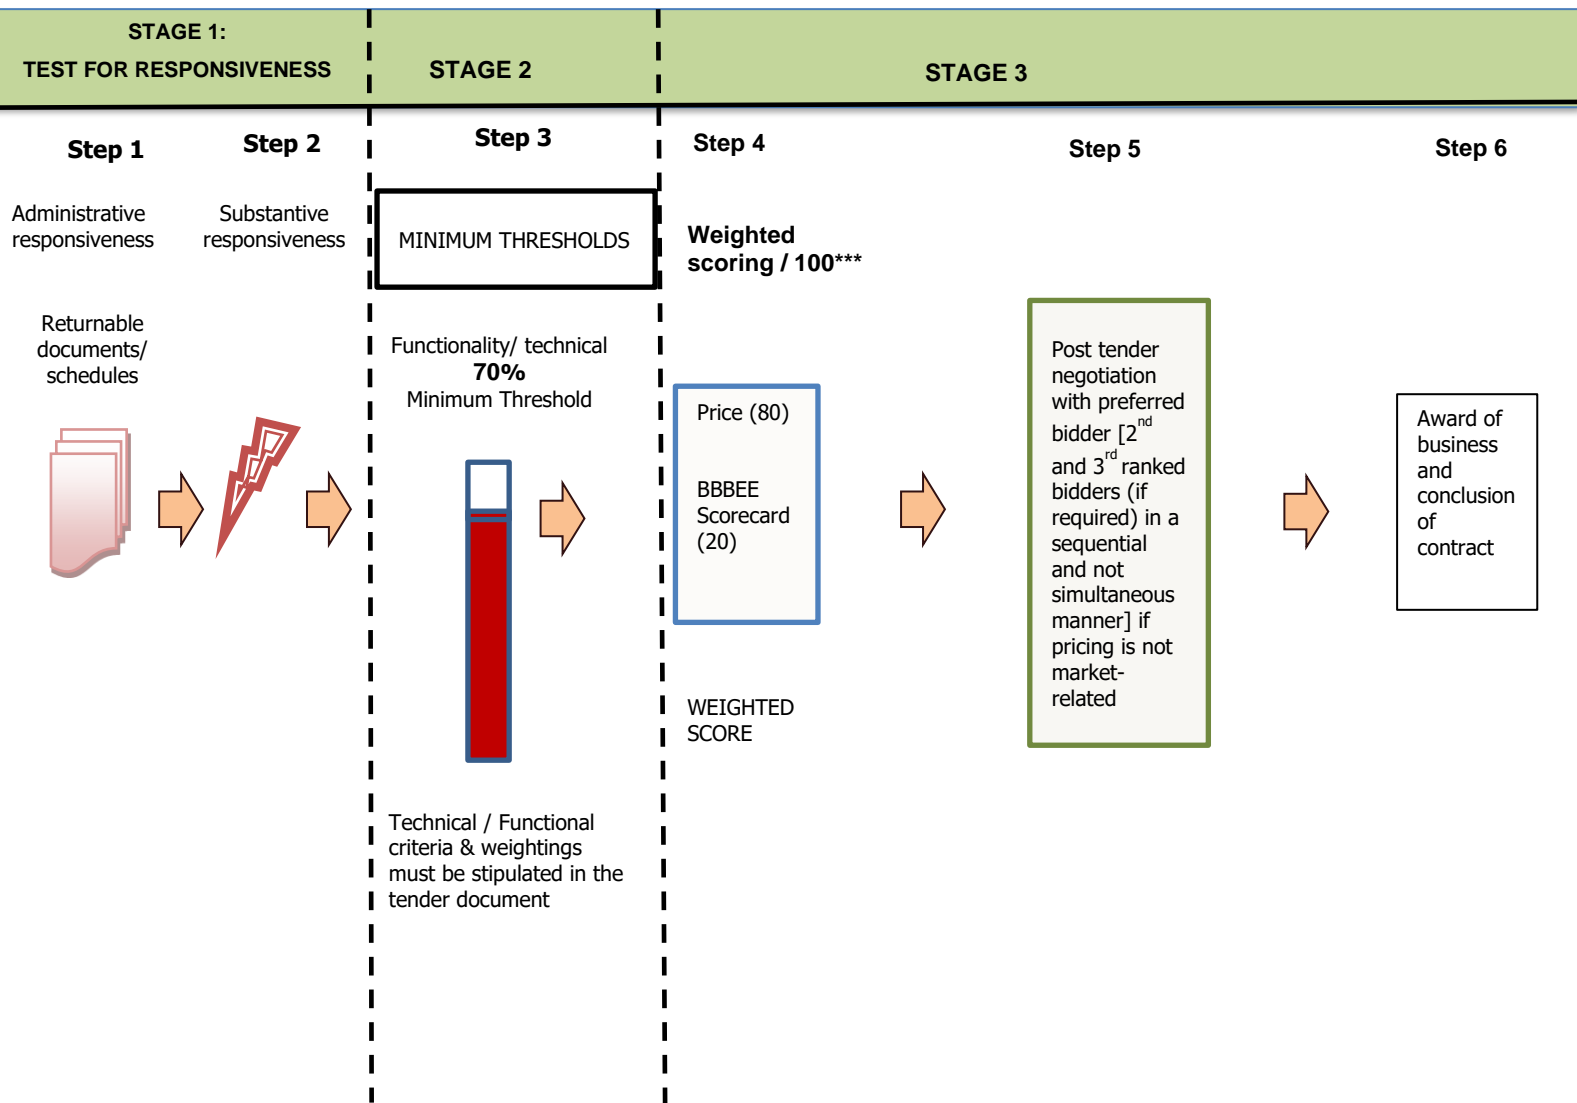 STAGE 1:
TEST FOR RESPONSIVENESS
STAGE 2
STAGE 3
Step 1
Step 2
Step 3
Step 4
Step 5
Step 6
Administrative
responsiveness
Substantive
responsiveness
MINIMUM THRESHOLDS
Weighted
scoring / 100***
Returnable
documents/
schedules
Functionality/ technical
70%
Minimum Threshold
Price (80)
BBBEE
Scorecard
(20)
Post tender
negotiation
with preferred
bidder [2nd
and 3rd ranked
bidders (if
required) in a
sequential
and not
simultaneous
manner] if
pricing is not
market-
related
Award of
business
and
conclusion
of
contract
WEIGHTED
SCORE
Technical / Functional
criteria & weightings
must be stipulated in the
tender document